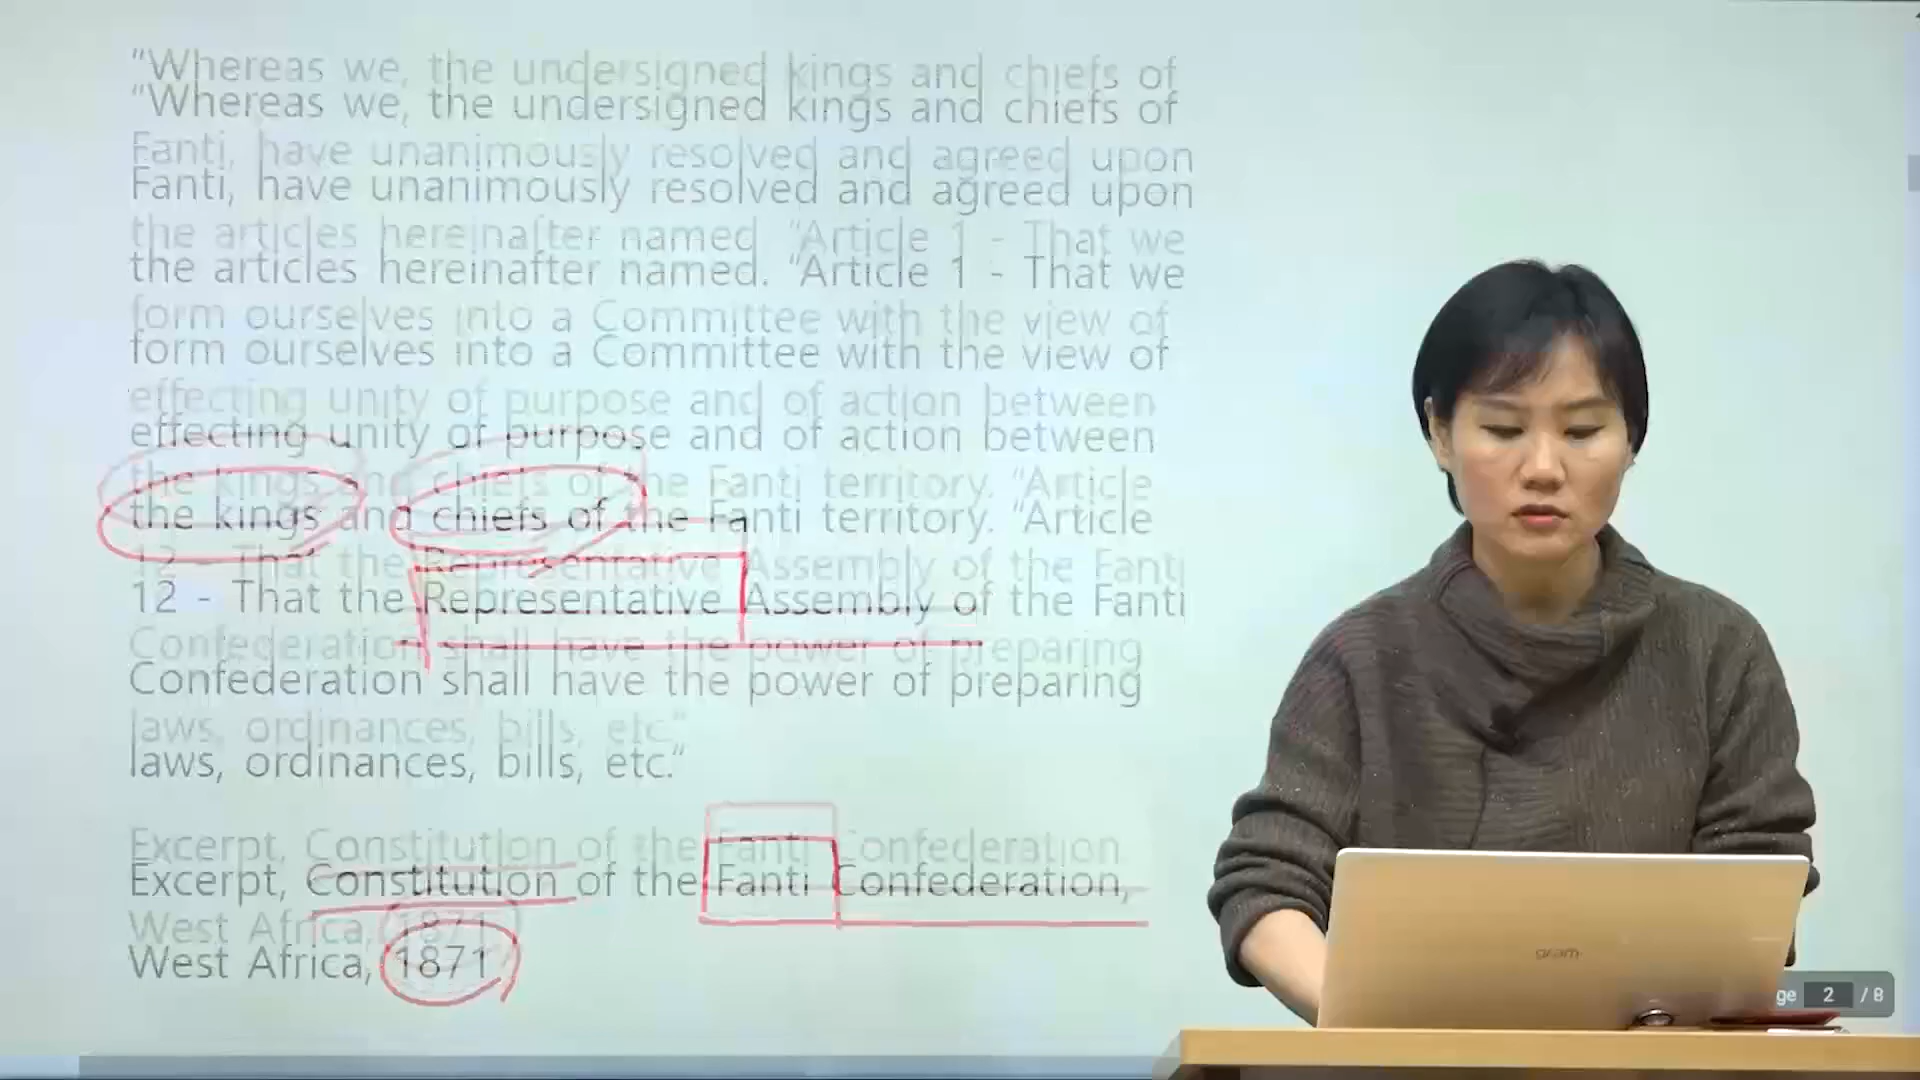 “Whereas we, the undersigned kings and chiefs of
Fanti, have unanimously resolved and agreed upon
the articles hereinafter named. “Article 1 - That we
form ourselves into a Committee with the view of
effecting unity of purpose and of action between
the kings and chiefs of the Fanti territory. “Article
12 - That the Representative Assembly of the Fanti
Confederation shall have the power of preparing
laws, ordinances, bills, etc.“
Excerpt, Constitution of the Fanti Confederation,
West Africa, 1871
gram
ge 2 / 8